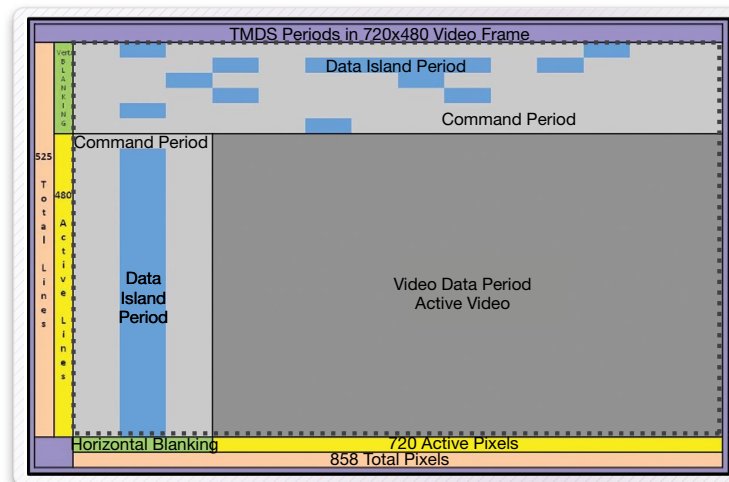 TMDS Periods in 720x480 Video Frame
Vert
BLANKING
Data Island Period
Command Period
Command Period
525 Total Lines
480 Active Lines
Data
Island
Period
Video Data Period
Active Video
Horizontal Blanking
720 Active Pixels
858 Total Pixels